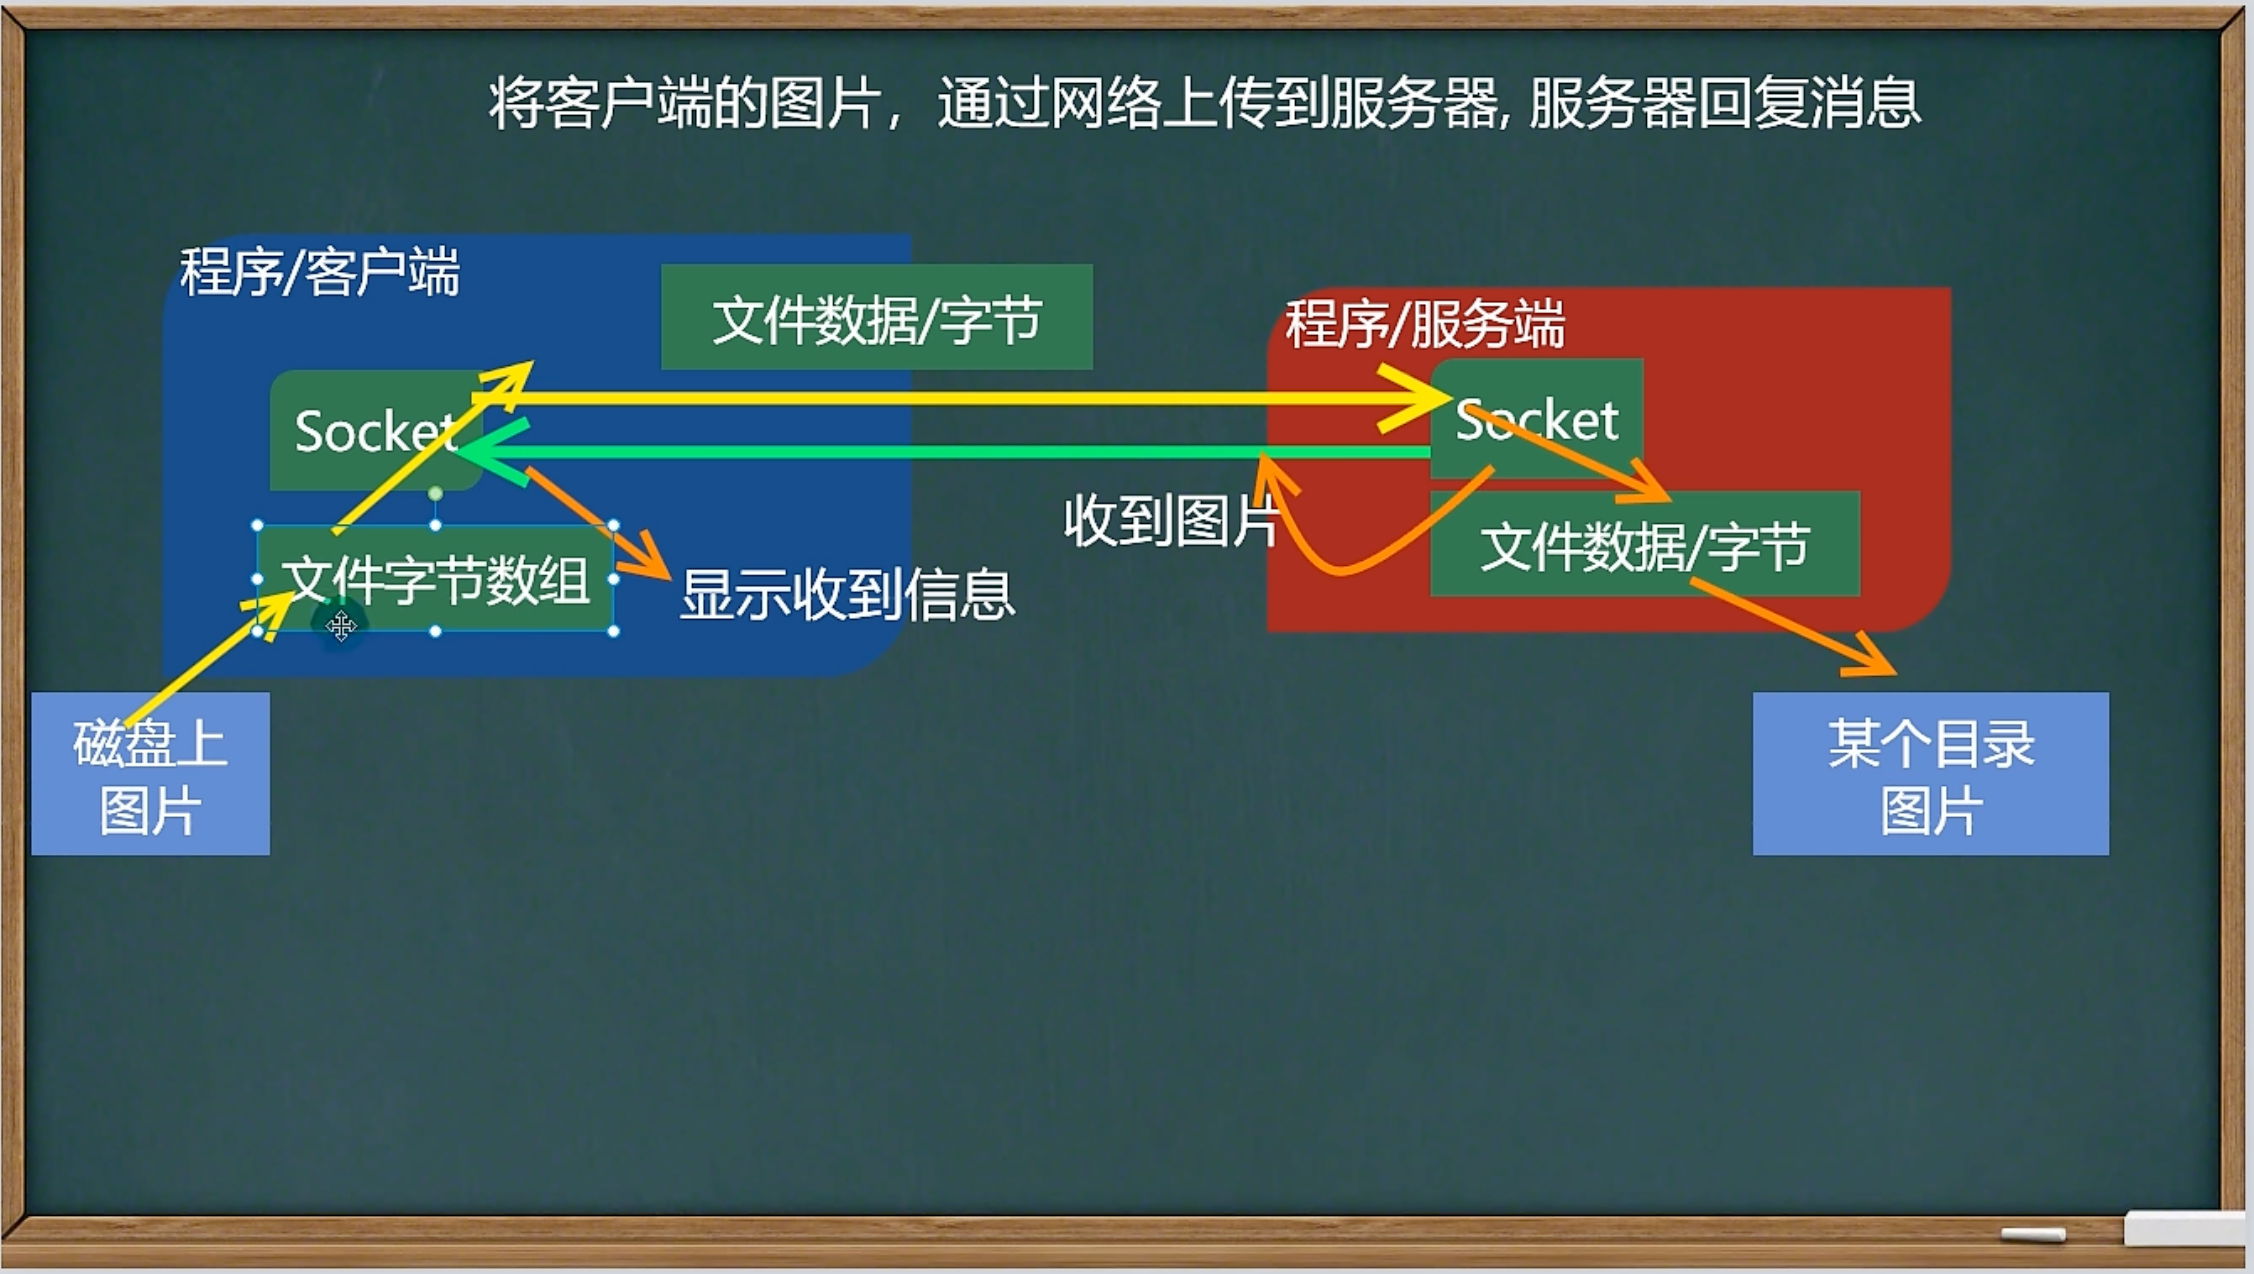 将客户端的图片，通过网络上传到服务器, 服务器回复消息
程序/客户端
文件数据/字节
程序/服务端
Socket
Socket
收到图片
文件数据/字节
文件字节数组
显示收到信息
磁盘上
图片
某个目录
图片